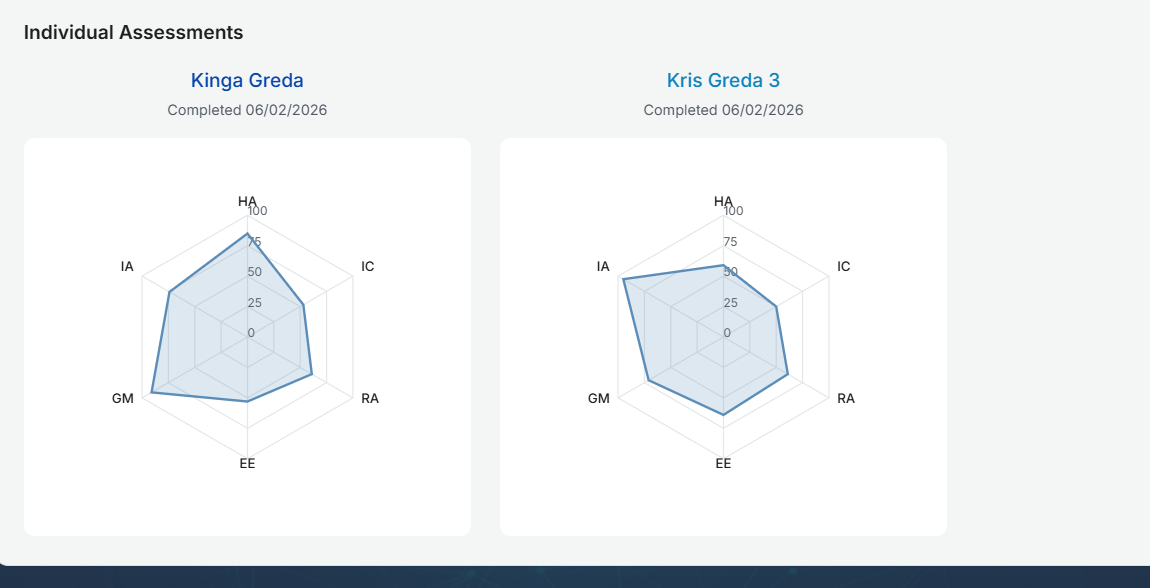 Individual Assessments
Kinga Greda
Completed 06/02/2026
HA
100
75
50
25
0
IA
IC
GM
RA
EE
Kris Greda 3
Completed 06/02/2026
HA
100
75
50
25
0
IA
IC
GM
RA
EE